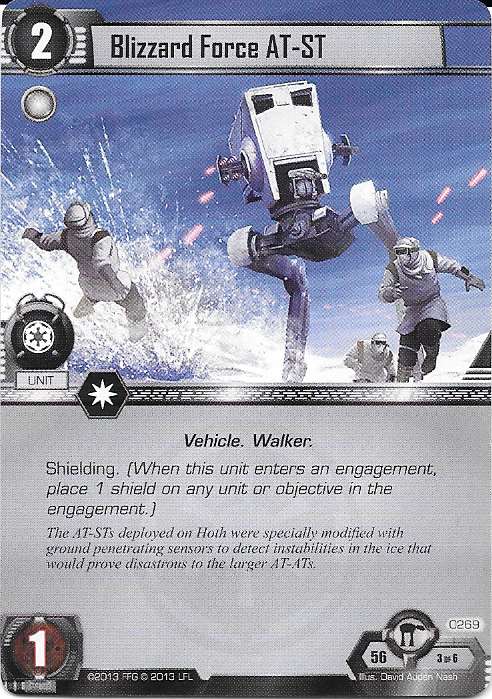 2
Blizzard Force AT-ST
UNIT
Vehicle. Walker.
Shielding. (When this unit enters an engagement,
place 1 shield on any unit or objective in the
engagement.)
The AT-STs deployed on Hoth were specially modified with
ground penetrating sensors to detect instabilities in the ice that
would prove disastrous to the larger AT-ATs.
0269
1
56
3 OF 6
©2013 FFG © 2013 LFL
Illus. David Auden Nash